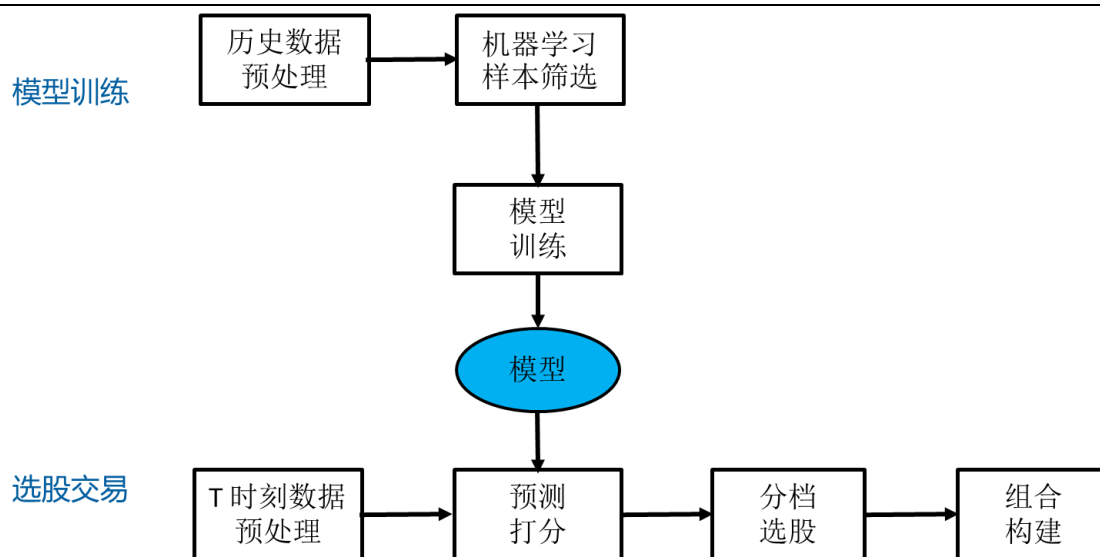 历史数据
预处理
机器学习
样本筛选
模型训练
模型
训练
模型
选股交易
T时刻数据
预处理
预测
打分
分档
选股
组合
构建